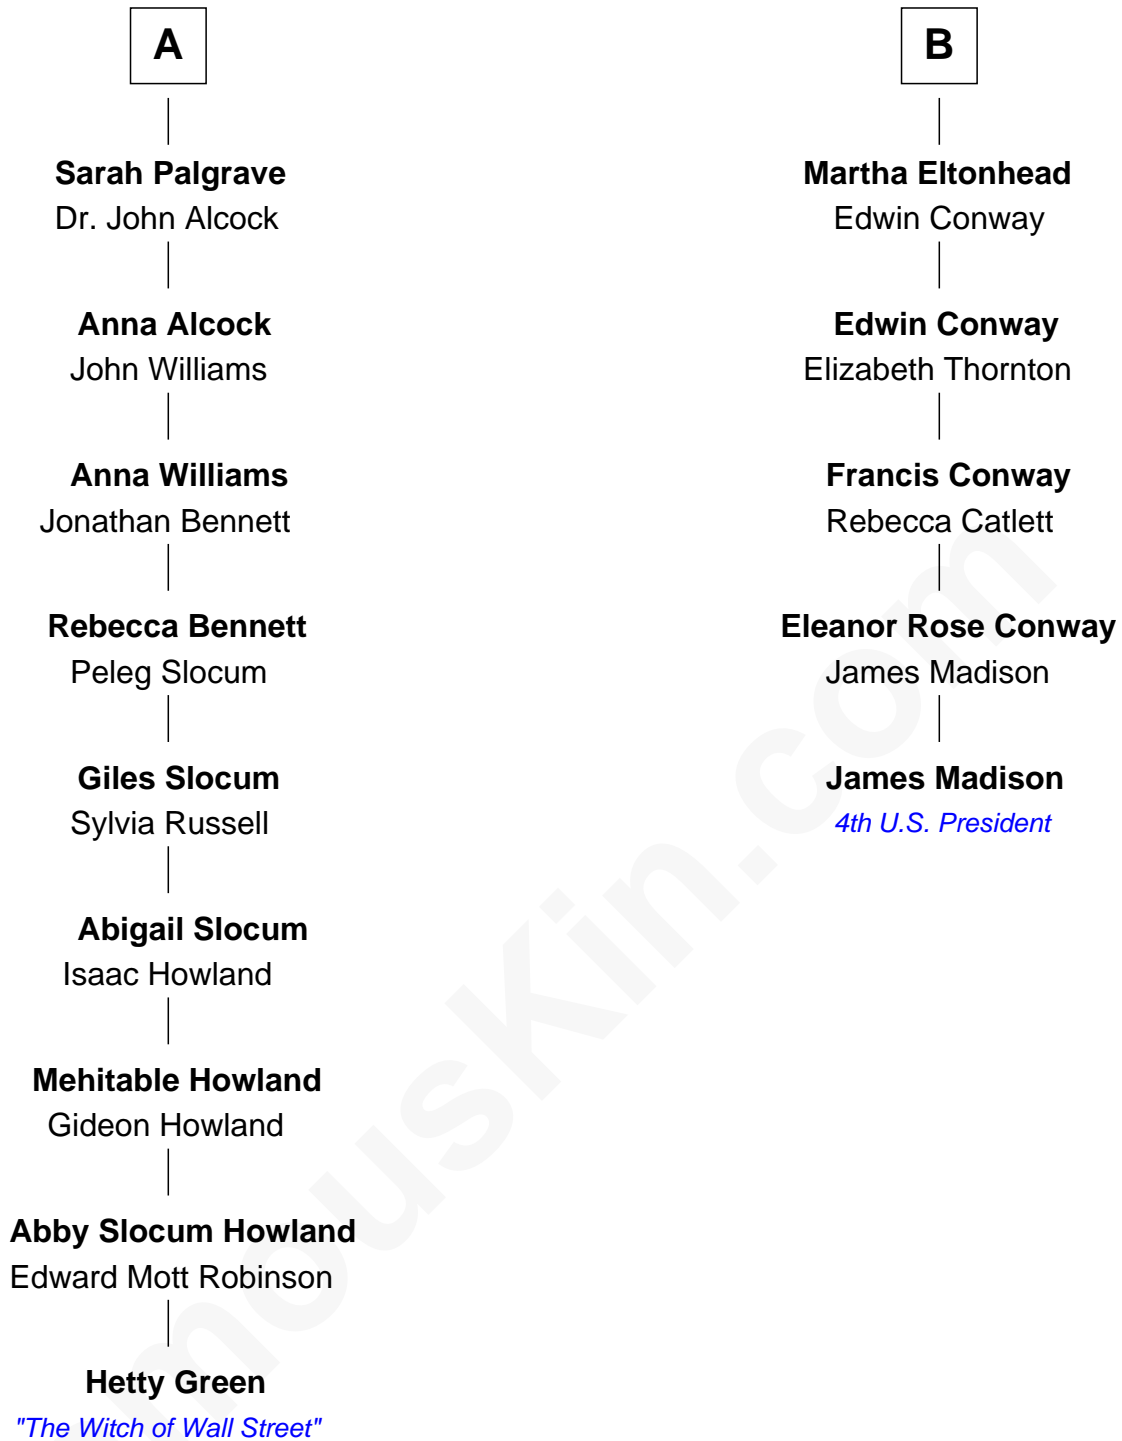 A
Sarah Palgrave
Dr. John Alcock
Anna Alcock
John Williams
Anna Williams
Jonathan Bennett
Rebecca Bennett
Peleg Slocum
Giles Slocum
Sylvia Russell
Abigail Slocum
Isaac Howland
Mehitable Howland
Gideon Howland
Abby Slocum Howland
Edward Mott Robinson
Hetty Green
"The Witch of Wall Street"
B
Martha Eltonhead
Edwin Conway
Edwin Conway
Elizabeth Thornton
Francis Conway
Rebecca Catlett
Eleanor Rose Conway
James Madison
James Madison
4th U.S. President
mouskin.com